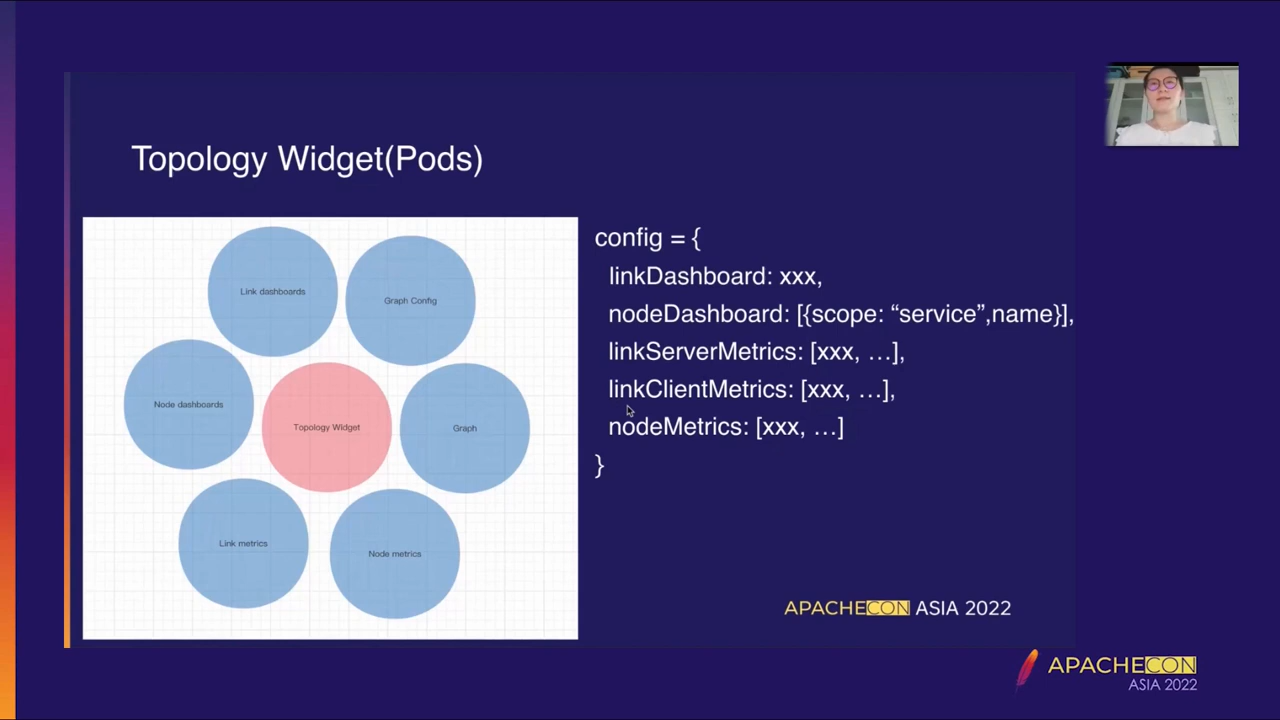 Topology Widget(Pods)
Link dashboards
Graph Config
Node dashboards
Topology Widget
Graph
Link metrics
Node metrics
config = {
linkDashboard: xxx,
nodeDashboard: [{scope: “service”,name}],
linkServerMetrics: [xxx, …],
linkClientMetrics: [xxx, …],
nodeMetrics: [xxx, …]
}
APACHECON ASIA 2022
APACHECON
ASIA 2022